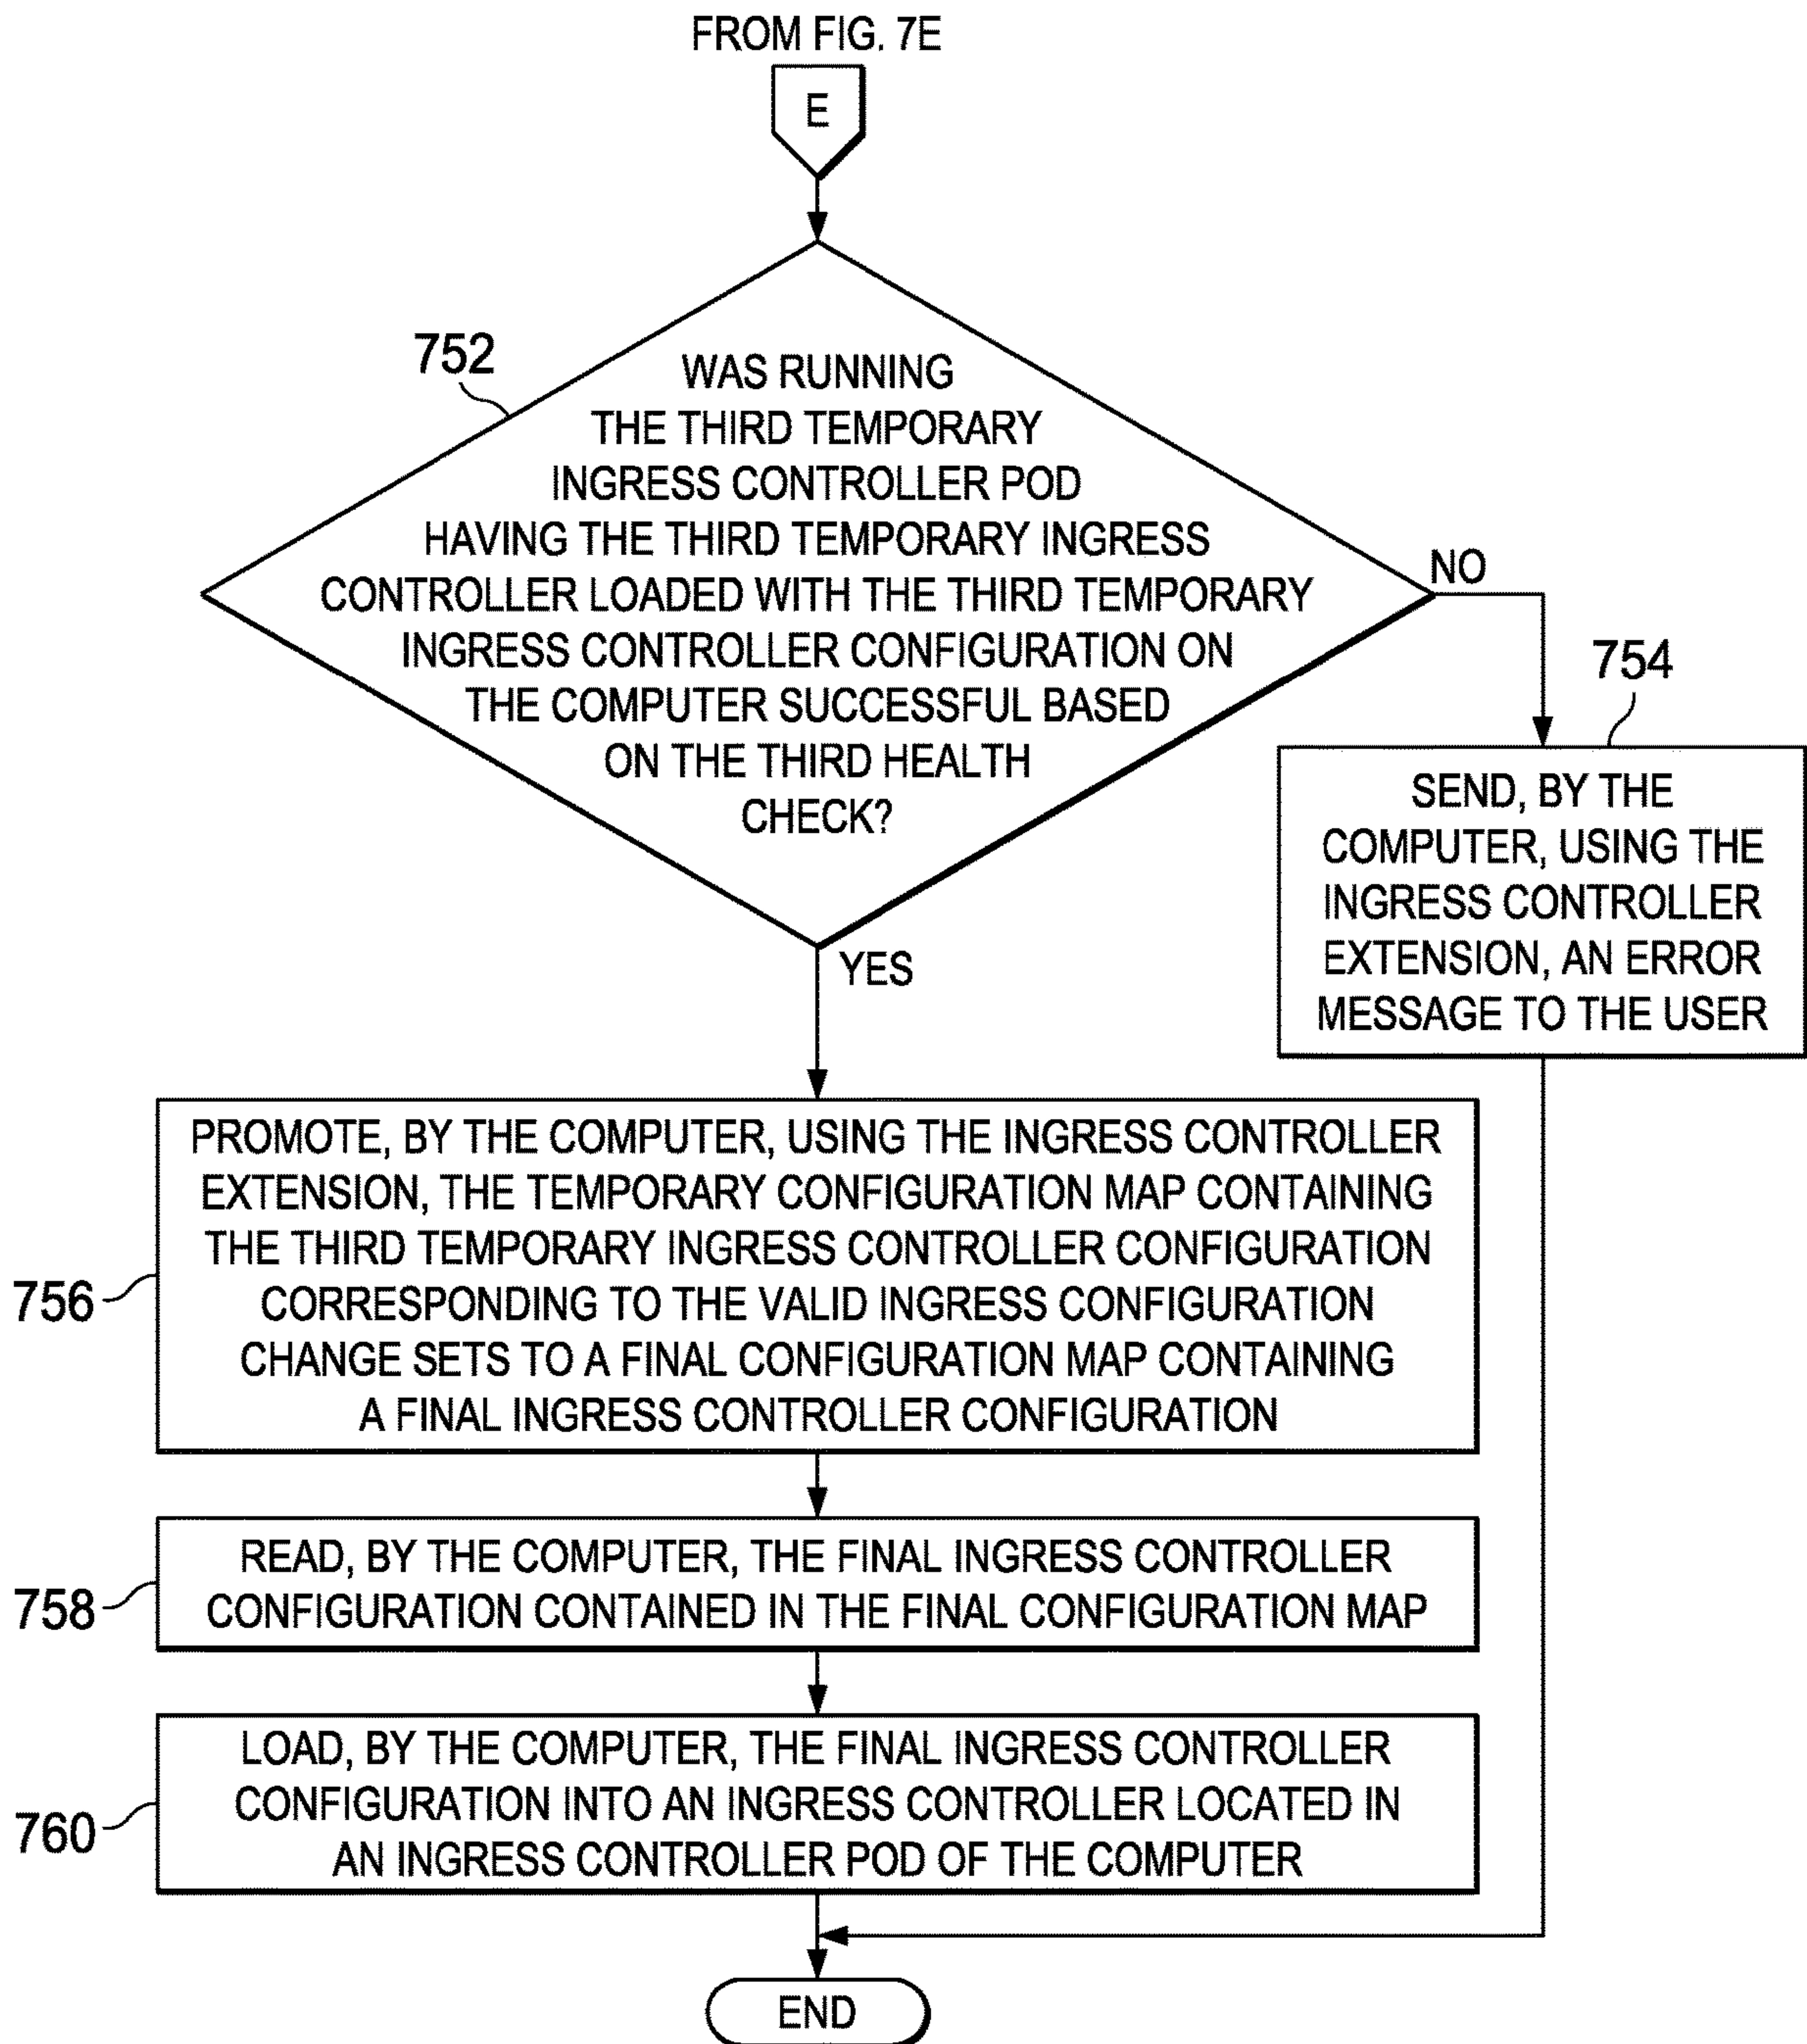 FROM FIG. 7E
E
752
WAS RUNNING
THE THIRD TEMPORARY
INGRESS CONTROLLER POD
HAVING THE THIRD TEMPORARY INGRESS
CONTROLLER LOADED WITH THE THIRD TEMPORARY
INGRESS CONTROLLER CONFIGURATION ON
THE COMPUTER SUCCESSFUL BASED
ON THE THIRD HEALTH
CHECK?
NO
754
SEND, BY THE
COMPUTER, USING THE
INGRESS CONTROLLER
EXTENSION, AN ERROR
MESSAGE TO THE USER
YES
756
PROMOTE, BY THE COMPUTER, USING THE INGRESS CONTROLLER
EXTENSION, THE TEMPORARY CONFIGURATION MAP CONTAINING
THE THIRD TEMPORARY INGRESS CONTROLLER CONFIGURATION
CORRESPONDING TO THE VALID INGRESS CONFIGURATION
CHANGE SETS TO A FINAL CONFIGURATION MAP CONTAINING
A FINAL INGRESS CONTROLLER CONFIGURATION
758
READ, BY THE COMPUTER, THE FINAL INGRESS CONTROLLER
CONFIGURATION CONTAINED IN THE FINAL CONFIGURATION MAP
760
LOAD, BY THE COMPUTER, THE FINAL INGRESS CONTROLLER
CONFIGURATION INTO AN INGRESS CONTROLLER LOCATED IN
AN INGRESS CONTROLLER POD OF THE COMPUTER
END